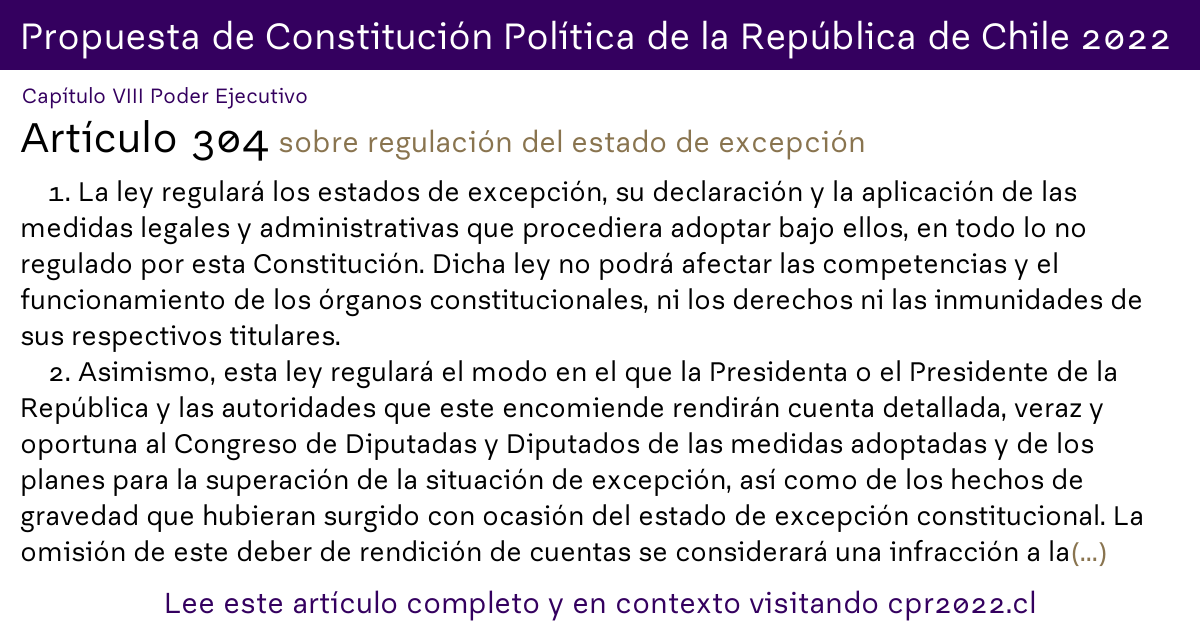 Propuesta de Constitución Política de la República de Chile 2022
Capítulo VIII Poder Ejecutivo
Artículo 304 sobre regulación del estado de excepción
1. La ley regulará los estados de excepción, su declaración y la aplicación de las
medidas legales y administrativas que procediera adoptar bajo ellos, en todo lo no
regulado por esta Constitución. Dicha ley no podrá afectar las competencias y el
funcionamiento de los órganos constitucionales, ni los derechos ni las inmunidades de
sus respectivos titulares.
2. Asimismo, esta ley regulará el modo en el que la Presidenta o el Presidente de la
República y las autoridades que este encomiende rendirán cuenta detallada, veraz y
oportuna al Congreso de Diputadas y Diputados de las medidas adoptadas y de los
planes para la superación de la situación de excepción, así como de los hechos de
gravedad que hubieran surgido con ocasión del estado de excepción constitucional. La
omisión de este deber de rendición de cuentas se considerará una infracción a la(...)
Lee este artículo completo y en contexto visitando cpr2022.cl